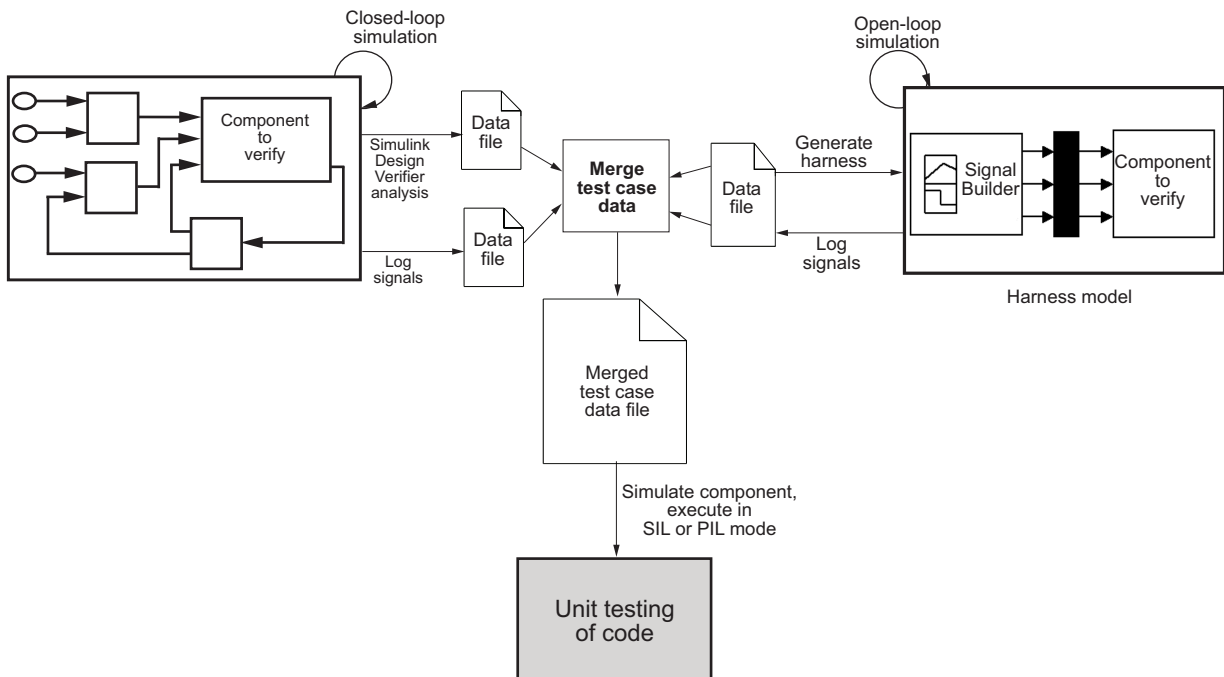 Closed-loop
simulation
Open-loop
simulation
Component
to
verify
Simulink
Design
Verifier
analysis
Data
file
Merge
test case
data
Data
file
Generate
harness
Signal
Builder
Component
to
verify
Log
signals
Data
file
Log
signals
Harness model
Merged
test case
data file
Simulate component,
execute in
SIL or PIL mode
Unit testing
of code